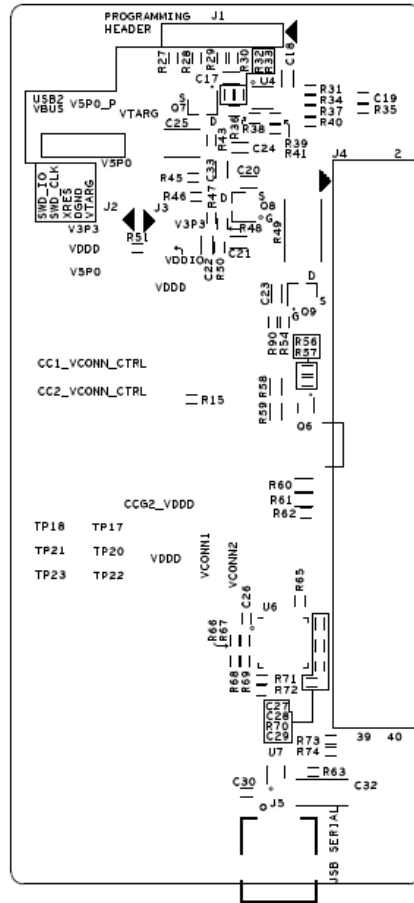 PROGRAMMING
HEADER
J1
R27
R28
R29
R30
R32
R33
C18
C17
U4
R31
R34
R37
R40
C19
R35
USB2
VBUS
V5P0_P
VTARG
S
Q7
D
C25
R43
R36
R38
C24
R39
R41
J4
2
V5P0
SWD_IO
SWD_CLK
XRES
DGND
VTARG
J2
J3
R45
R46
C33
R47
C20
D
S
Q8
G
R48
R49
V3P3
VDDD
V5P0
R51
V3P3
VDDIO
C22
R50
C21
VDDD
C23
D
S
G
Q9
R90
R54
R56
R57
CC1_VCONN_CTRL
CC2_VCONN_CTRL
R15
R58
R59
Q6
R60
R61
R62
CCG2_VDDD
TP18
TP17
TP21
TP20
VDDD
TP23
TP22
VCONN1
VCONN2
R65
C26
U6
R66
R67
R68
R69
R71
R72
C27
C28
R70
C29
39
40
R73
R74
U7
R63
C30
C32
J5
USB SERIAL